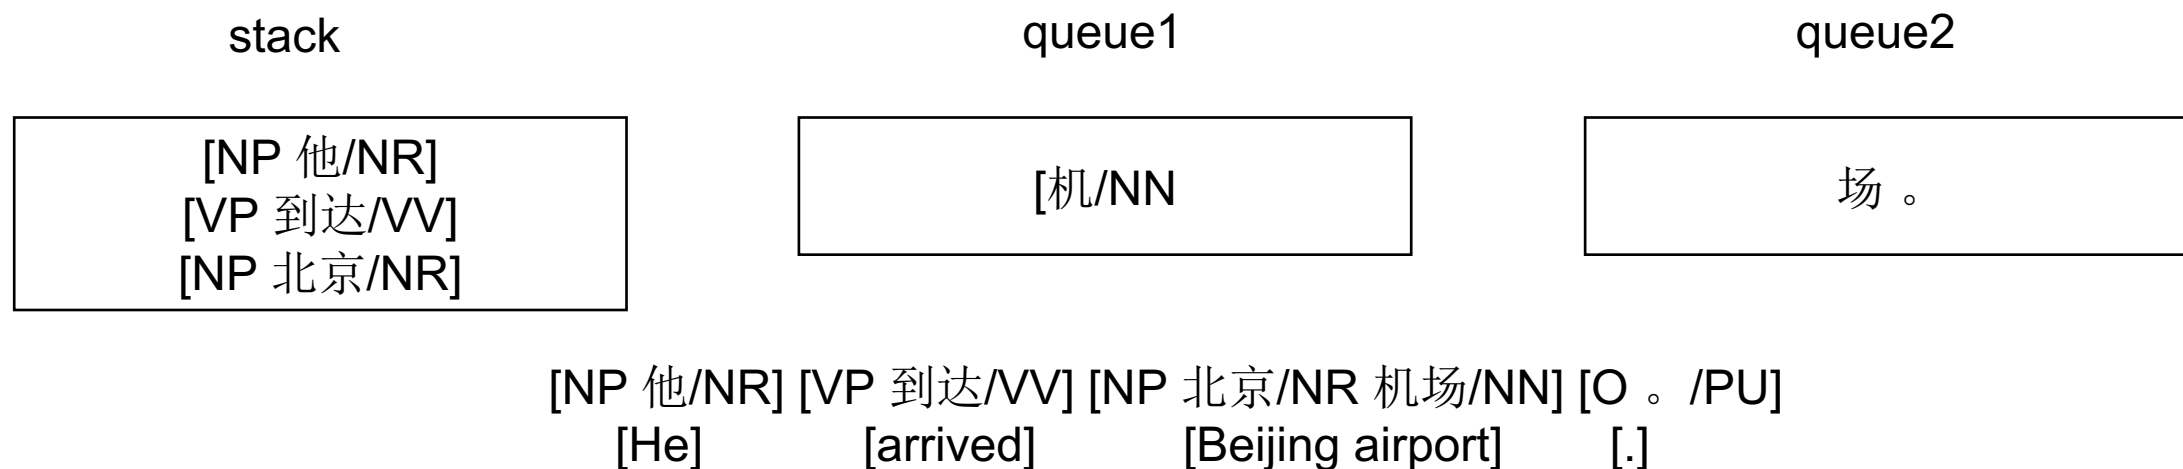 stack
queue1
queue2
[NP 他/NR]
[VP 到达/VV]
[NP 北京/NR]
[机/NN
场 。
[NP 他/NR] [VP 到达/VV] [NP 北京/NR 机场/NN] [O 。/PU]
[He] [arrived] [Beijing airport] [.]